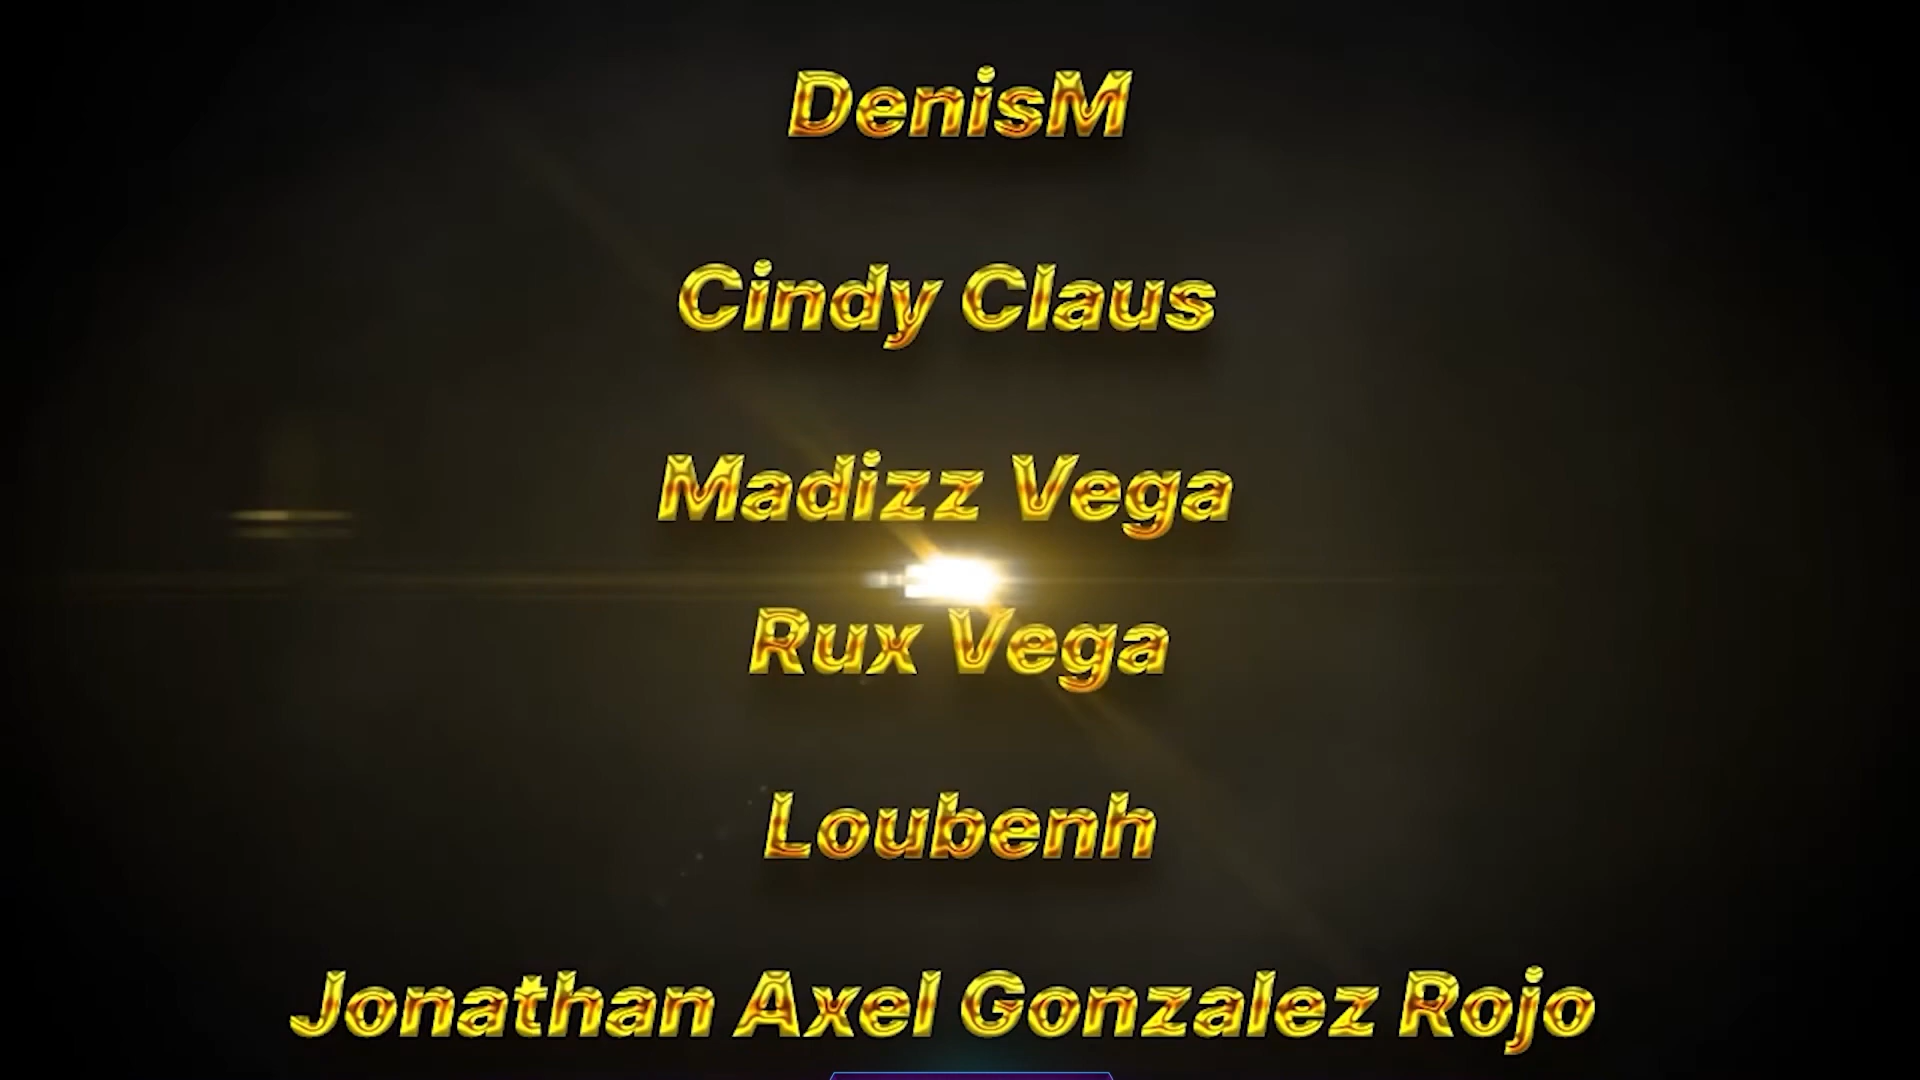 DenisM
Cindy Claus
Madizz Vega
Rux Vega
Loubenh
Jonathan Axel Gonzalez Rojo